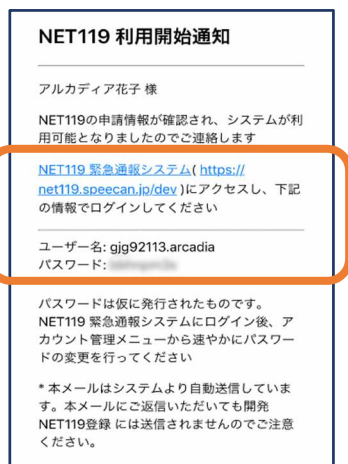 NET119 利用開始通知
アルカディア花子 様
NET119の申請情報が確認され、システムが利
用可能となりましたのでご連絡します
NET119 緊急通報システム( https://
net119.speecan.jp/dev )にアクセスし、下記
の情報でログインしてください
ユーザー名: gjg92113.arcadia
パスワード:
パスワードは仮に発行されたものです。
NET119 緊急通報システムにログイン後、ア
カウント管理メニューから速やかにパスワー
ドの変更を行ってください
* 本メールはシステムより自動送信していま
す。本メールにご返信いただいても開発
NET119登録 には送信されませんのでご注意
ください。